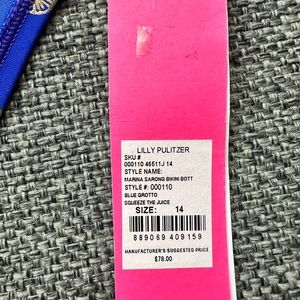 LILLY PULITZER
SKU #
000110 46511J 14
STYLE NAME:
MARINA SARONG BIKINI BOTT
STYLE #: 000110
BLUE GROTTO
SQUEEZE THE JUICE
SIZE: 14
889069 409159
MANUFACTURER'S SUGGESTED PRICE
$78.00